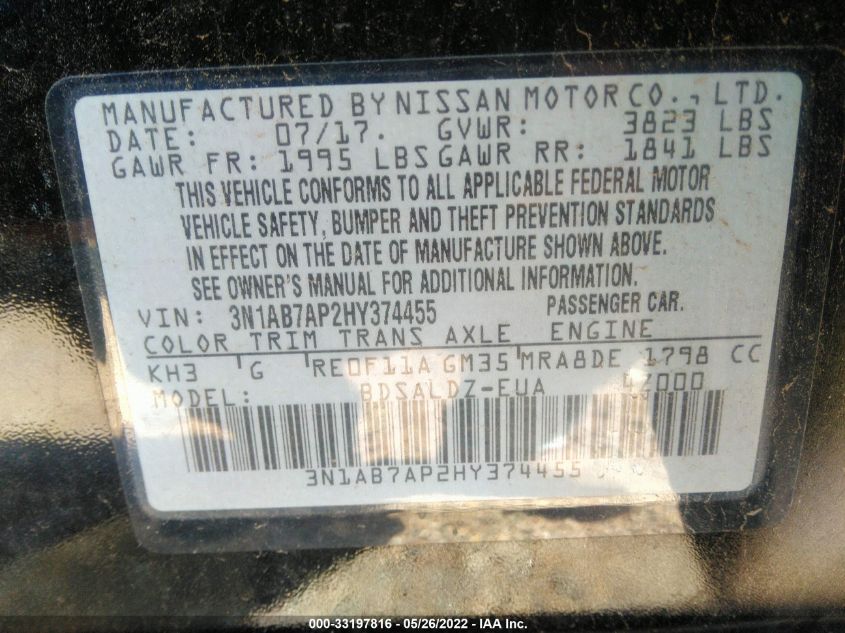 MANUFACTURED BY NISSAN MOTOR CO., LTD.
DATE: 07/17. GVWR: 3823 LBS
GAWR FR: 1995 LBS GAWR RR: 1841 LBS
THIS VEHICLE CONFORMS TO ALL APPLICABLE FEDERAL MOTOR
VEHICLE SAFETY, BUMPER AND THEFT PREVENTION STANDARDS
IN EFFECT ON THE DATE OF MANUFACTURE SHOWN ABOVE.
SEE OWNER'S MANUAL FOR ADDITIONAL INFORMATION.
VIN: 3N1AB7AP2HY374455 PASSENGER CAR.
COLOR TRIM TRANS AXLE ENGINE
KH3 G RE0F11A GM35 MRA8DE 1798 CC
MODEL: BDSALDZ-EUA
3N1AB7AP2HY374455
000-33197816 - 05/26/2022 - IAA Inc.